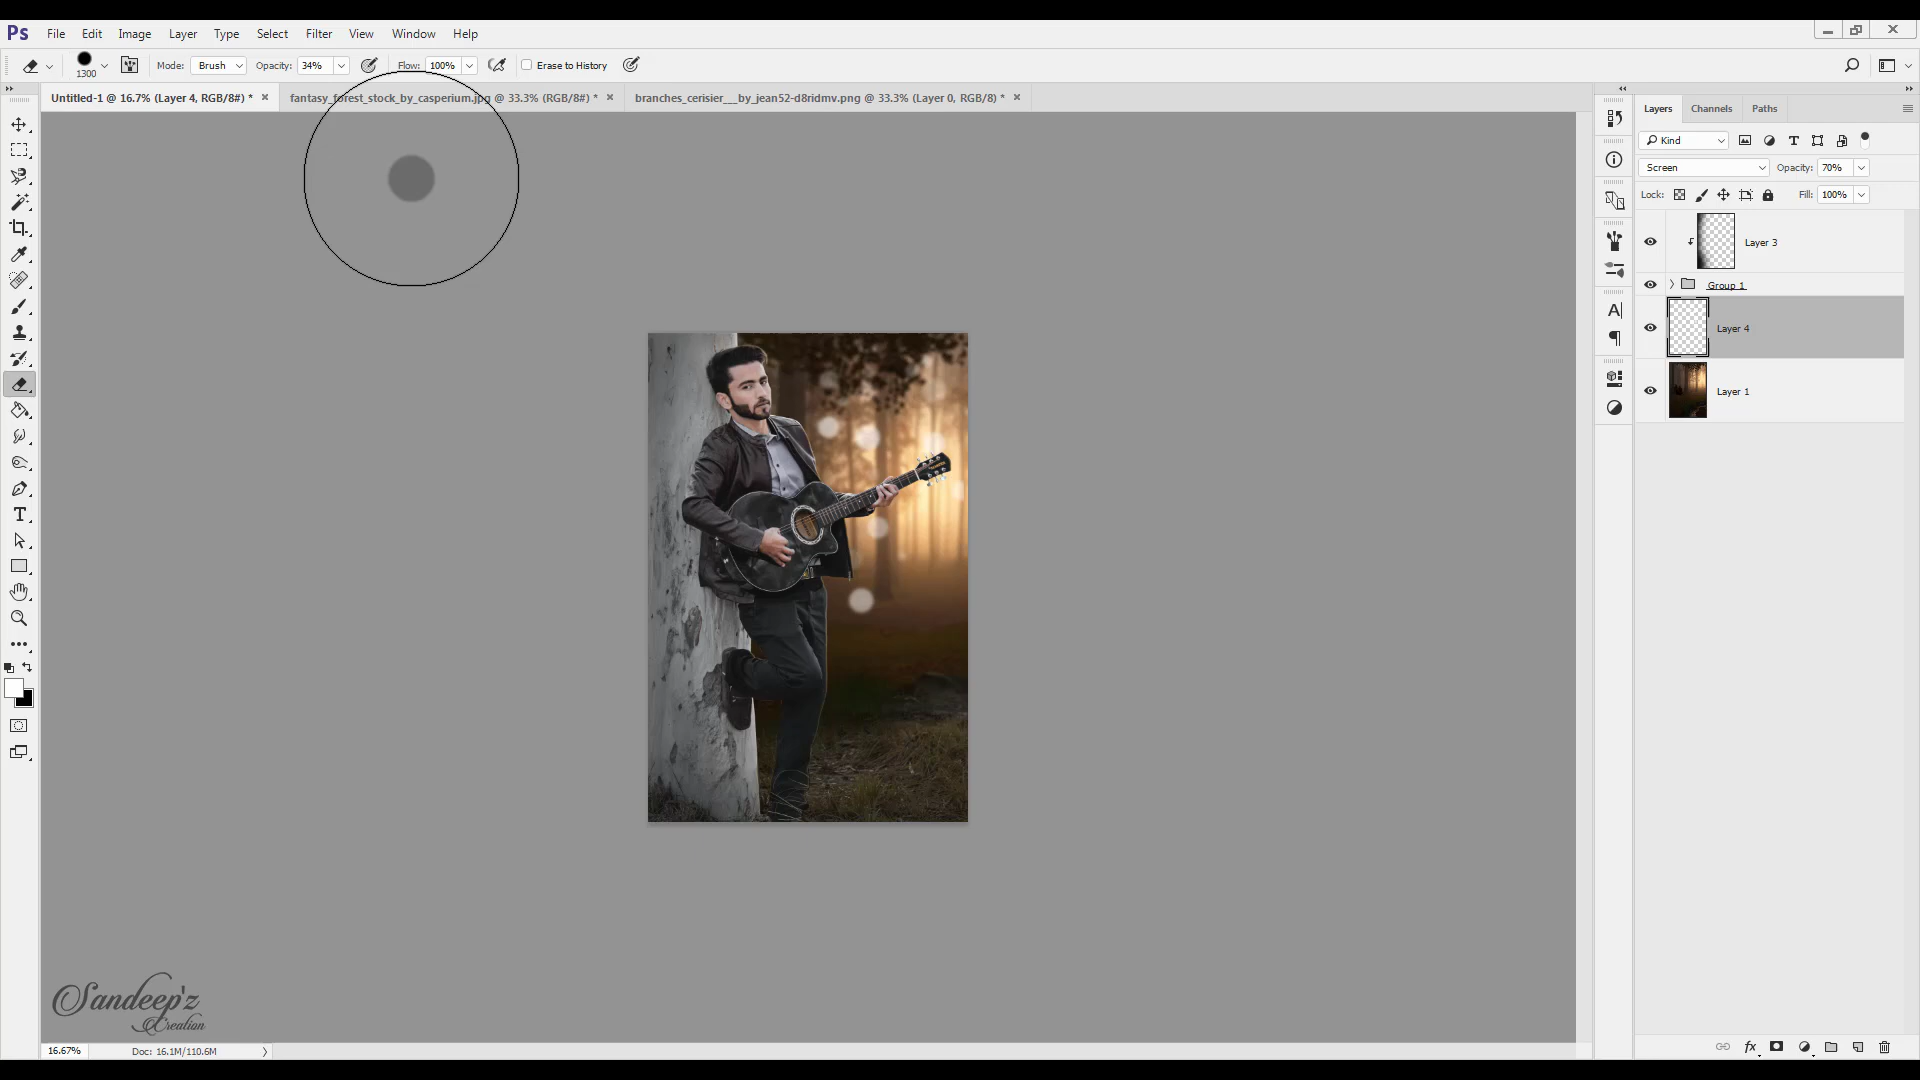 Ps File Edit Image Layer Type Select Filter View Window Help
1300 Mode: Brush Opacity: 34% Flow: 100% Erase to History
Untitled-1 @ 16.7% (Layer 4, RGB/8#) * fantasy_forest_stock_by_casperium.jpg @ 33.3% (RGB/8#) * branches_cerisier___by_jean52-d8ridmv.png @ 33.3% (Layer 0, RGB/8) *
Layers Channels Paths
Kind
Screen Opacity: 70%
Lock: Fill: 100%
Layer 3
Group 1
Layer 4
Layer 1
Sandeep'z
Creation
16.67% Doc: 16.1M/110.6M